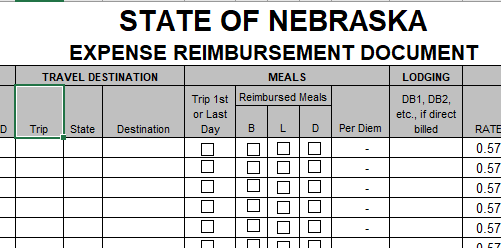 STATE OF NEBRASKA
EXPENSE REIMBURSEMENT DOCUMENT
TRAVEL DESTINATION MEALS LODGING
D Trip State Destination Trip 1st or Last Day Reimbursed Meals B L D Per Diem DB1, DB2, etc., if direct billed RATE
- 0.57
- 0.57
- 0.57
- 0.57
- 0.57
0.57